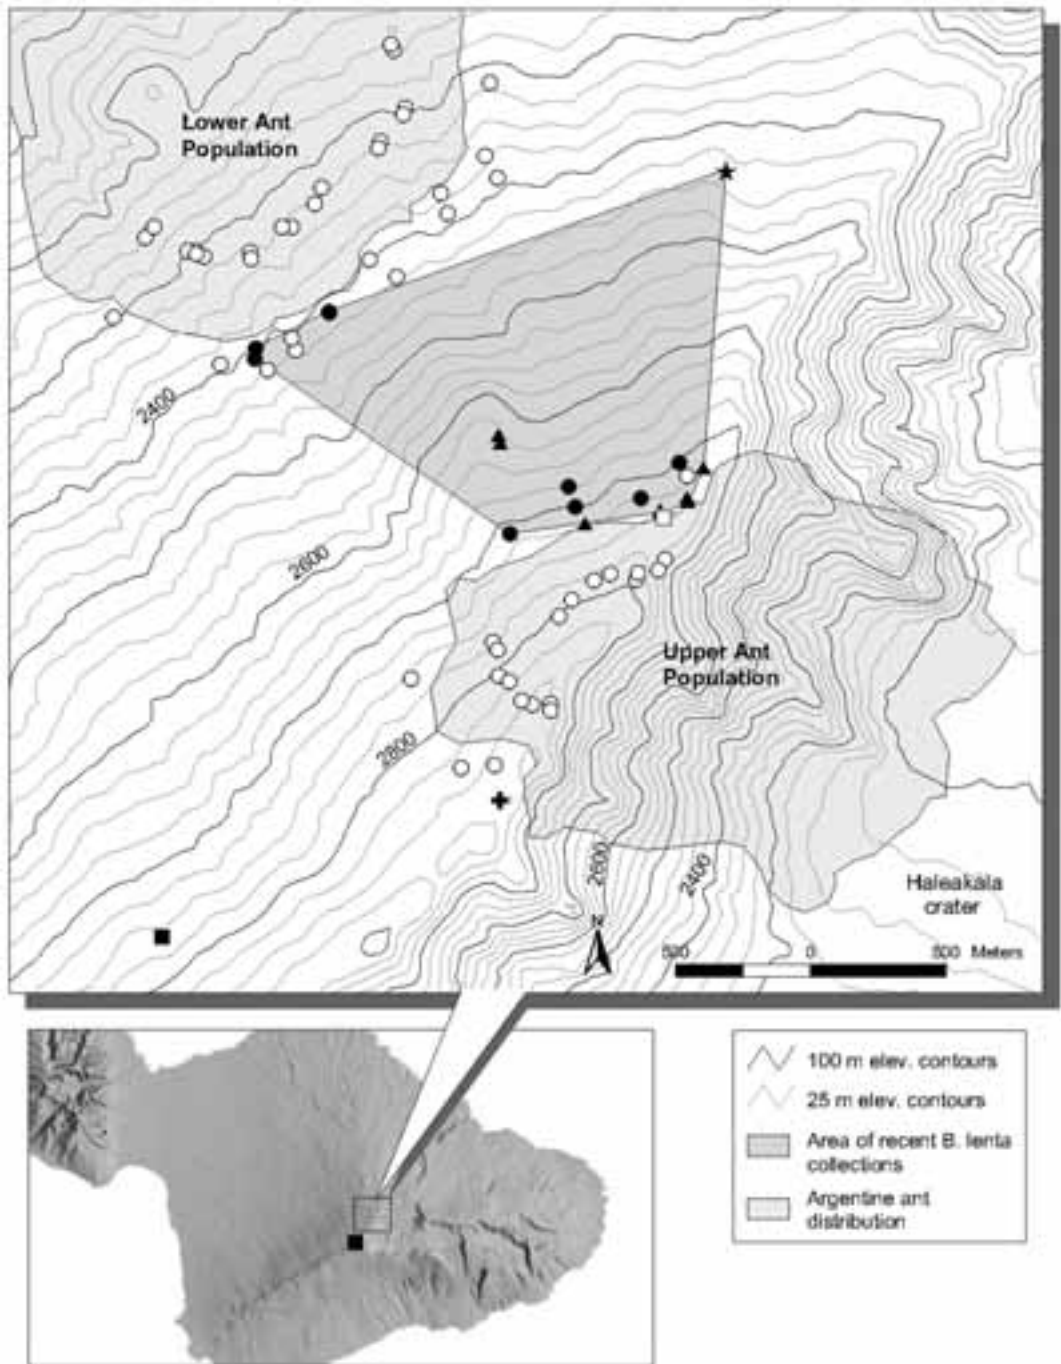 Lower Ant
Population
2400
2600
Upper Ant
Population
2800
2600
2400
Haleakāla
crater
N
500 0 500 Meters
100 m elev. contours
25 m elev. contours
Area of recent B. lenta
collections
Argentine ant
distribution